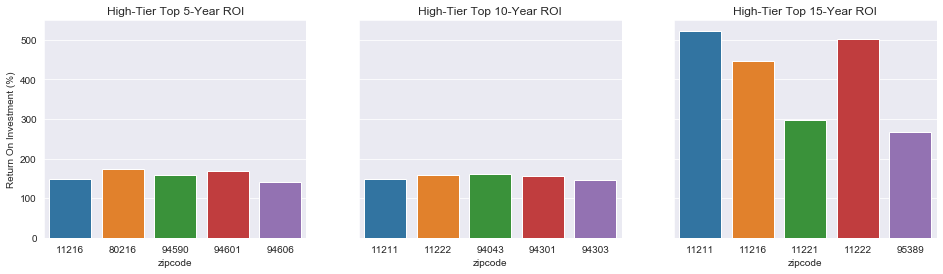 High-Tier Top 5-Year ROI
High-Tier Top 10-Year ROI
High-Tier Top 15-Year ROI
Return On Investment (%)
500
400
300
200
100
0
11216 80216 94590 94601 94606
zipcode
11211 11222 94043 94301 94303
zipcode
11211 11216 11221 11222 95389
zipcode